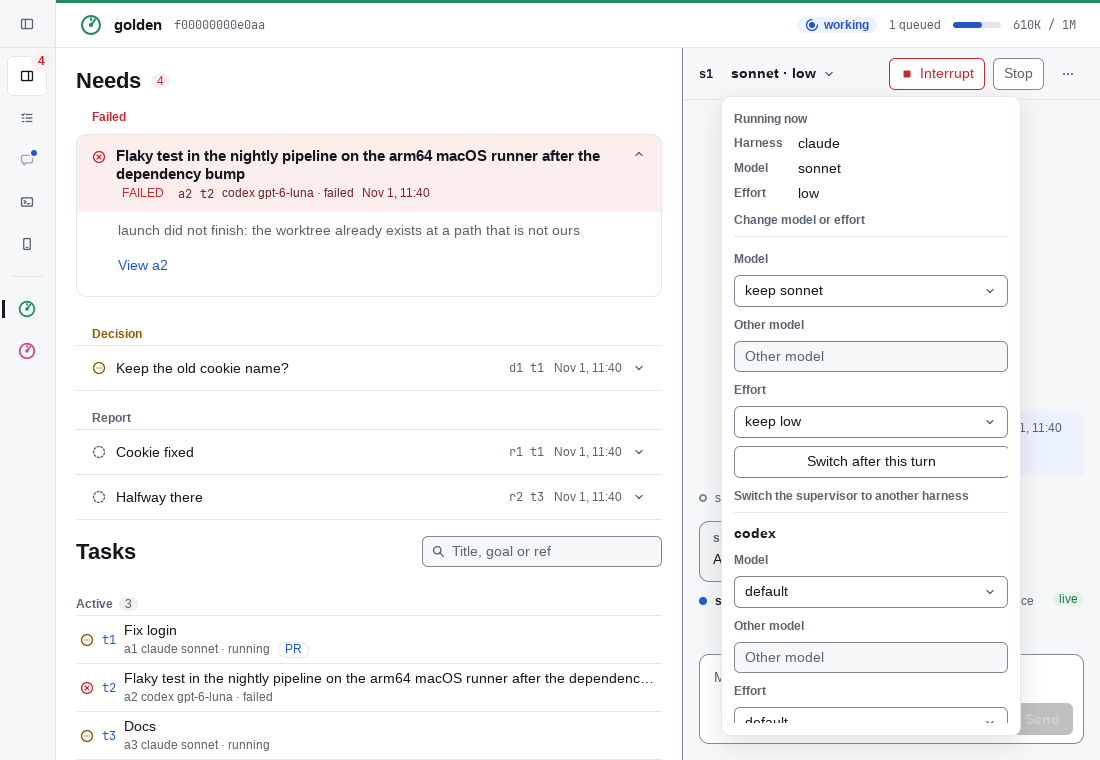 golden f00000000e0aa
working 1 queued 610K / 1M
4
Needs 4
Failed
Flaky test in the nightly pipeline on the arm64 macOS runner after the
dependency bump
FAILED a2 t2 codex gpt-6-luna · failed Nov 1, 11:40
launch did not finish: the worktree already exists at a path that is not ours
View a2
Decision
Keep the old cookie name? d1 t1 Nov 1, 11:40
Report
Cookie fixed r1 t1 Nov 1, 11:40
Halfway there r2 t3 Nov 1, 11:40
Tasks
Title, goal or ref
Active 3
t1 Fix login
a1 claude sonnet · running PR
t2 Flaky test in the nightly pipeline on the arm64 macOS runner after the dependenc…
a2 codex gpt-6-luna · failed
t3 Docs
a3 claude sonnet · running
s1 sonnet · low
Interrupt
Stop
Running now
Harness claude
Model sonnet
Effort low
Change model or effort
Model
keep sonnet
Other model
Other model
Effort
keep low
Switch after this turn
Switch the supervisor to another harness
codex
Model
default
Other model
Other model
Effort
default
1, 11:40
live
Send